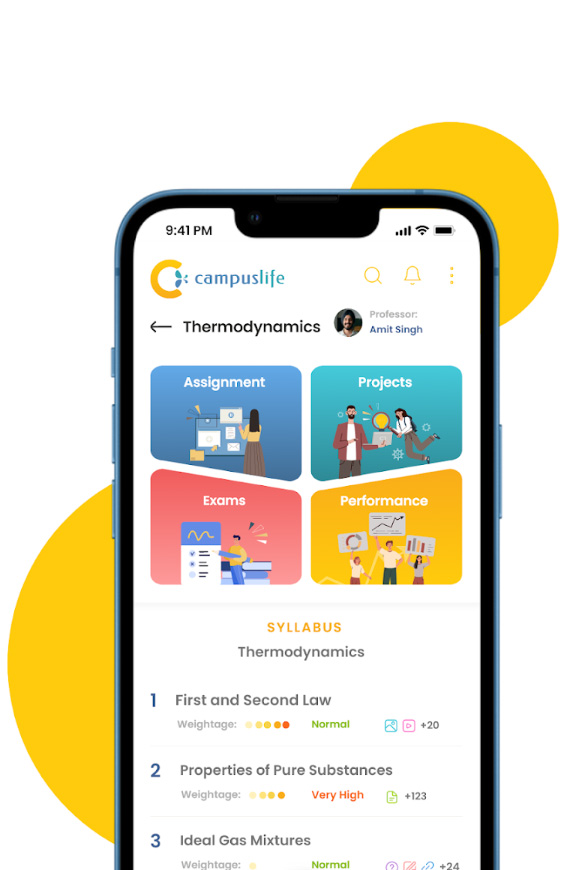 9:41 PM
campuslife
Thermodynamics
Professor:
Amit Singh
Assignment
Projects
Exams
Performance
SYLLABUS
Thermodynamics
1 First and Second Law
Weightage: Normal +20
2 Properties of Pure Substances
Weightage: Very High +123
3 Ideal Gas Mixtures
Weightage: Normal +24